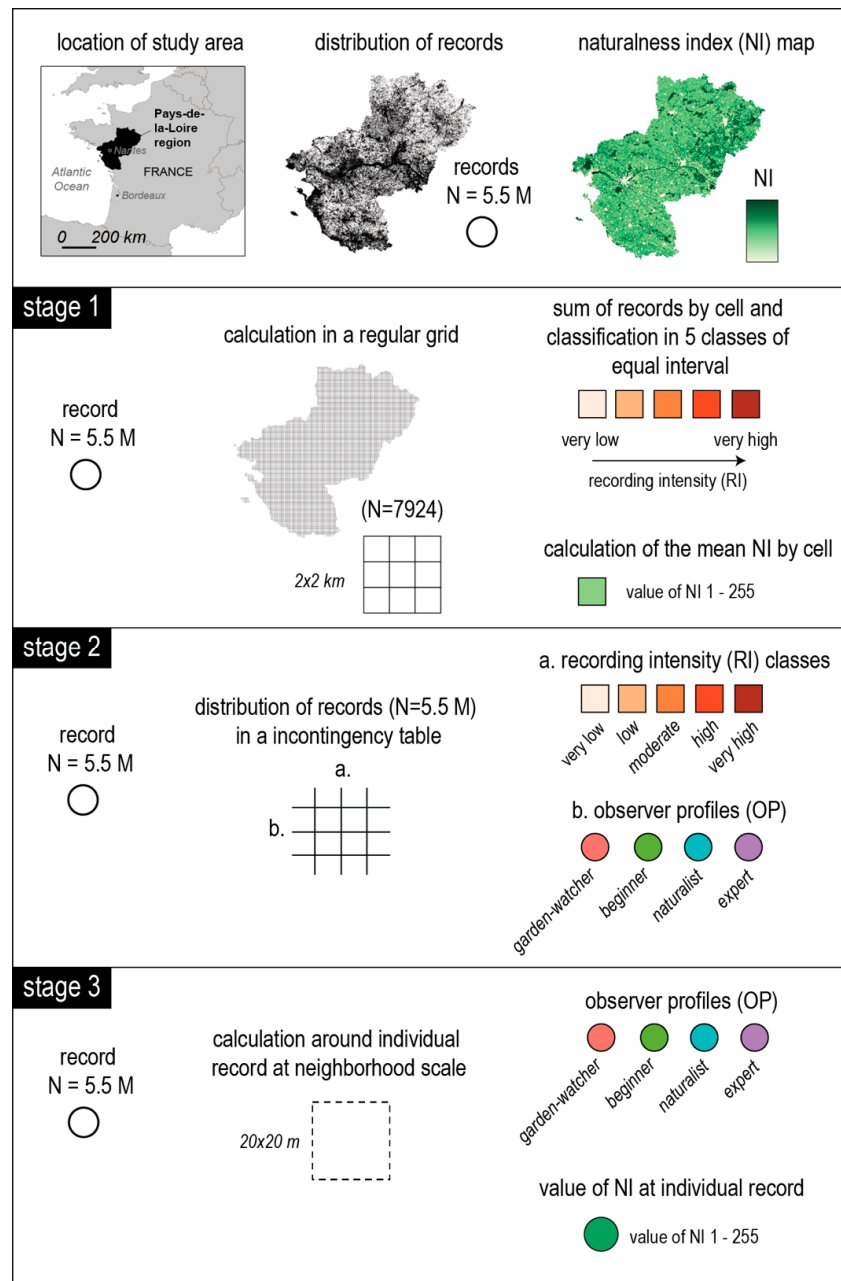 location of study area
distribution of records
naturalness index (NI) map
Pays-de-
la-Loire
region
Nantes
FRANCE
Atlantic
Ocean
Bordeaux
0 200 km
records
N = 5.5 M
NI
stage 1
calculation in a regular grid
sum of records by cell and
classification in 5 classes of
equal interval
record
N = 5.5 M
very low
very high
recording intensity (RI)
(N=7924)
2x2 km
calculation of the mean NI by cell
value of NI 1 - 255
stage 2
a. recording intensity (RI) classes
distribution of records (N=5.5 M)
in a incontingency table
record
N = 5.5 M
very low
low
moderate
high
very high
a.
b.
b. observer profiles (OP)
garden-watcher
beginner
naturalist
expert
stage 3
observer profiles (OP)
calculation around individual
record at neighborhood scale
record
N = 5.5 M
garden-watcher
beginner
naturalist
expert
20x20 m
value of NI at individual record
value of NI 1 - 255